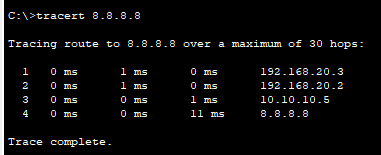 C:\>tracert 8.8.8.8
Tracing route to 8.8.8.8 over a maximum of 30 hops:
1 0 ms 1 ms 0 ms 192.168.20.3
2 0 ms 1 ms 0 ms 192.168.20.2
3 0 ms 0 ms 1 ms 10.10.10.5
4 0 ms 0 ms 11 ms 8.8.8.8
Trace complete.